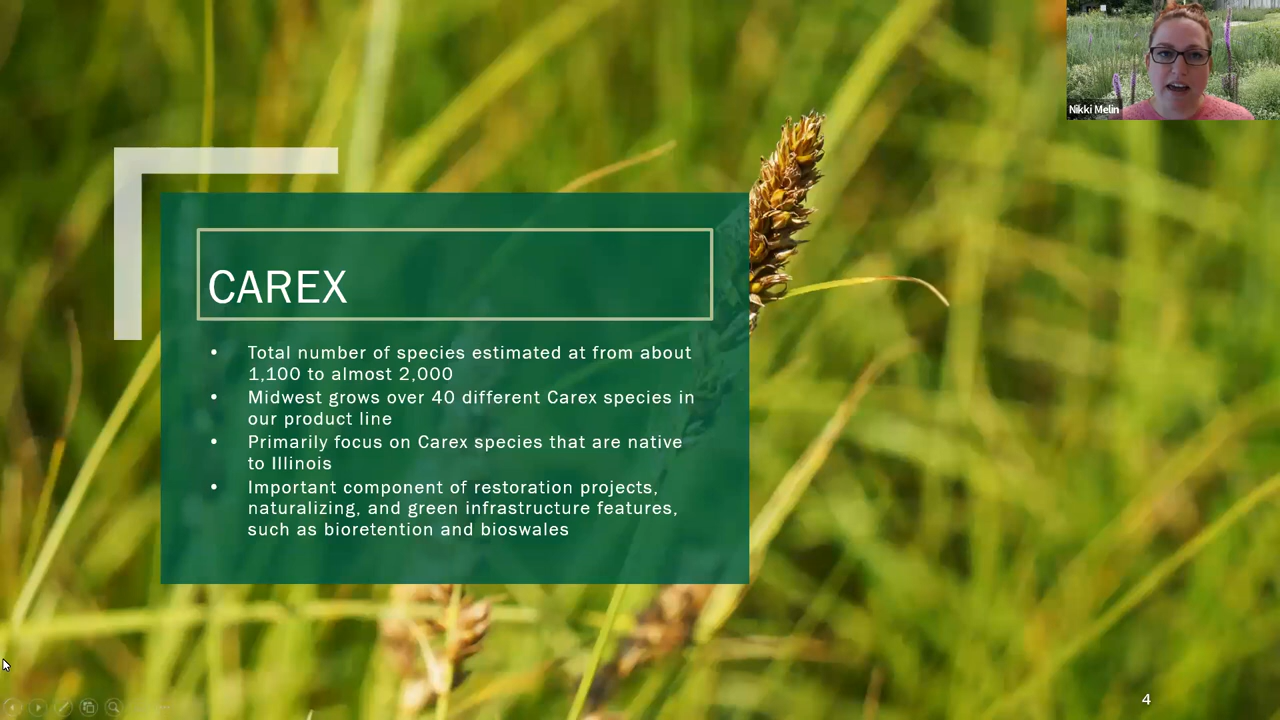 Nikki Melin
CAREX
• Total number of species estimated at from about
1,100 to almost 2,000
• Midwest grows over 40 different Carex species in
our product line
• Primarily focus on Carex species that are native
to Illinois
• Important component of restoration projects,
naturalizing, and green infrastructure features,
such as bioretention and bioswales
4